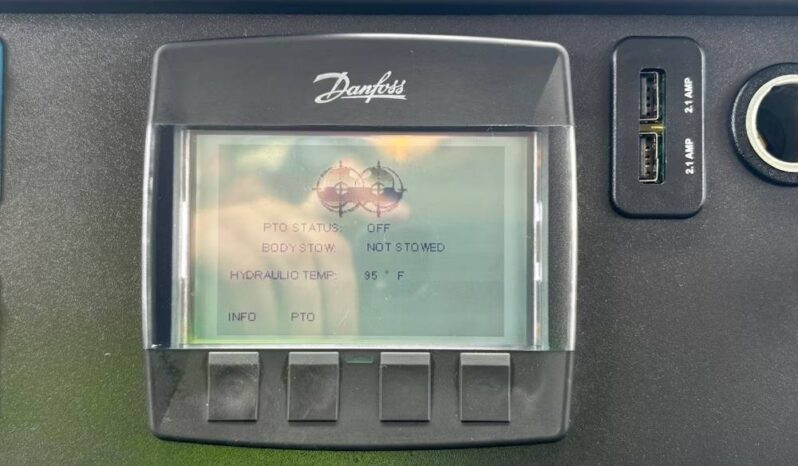 Danfoss
PTO STATUS: OFF
BODY STOW: NOT STOWED
HYDRAULIC TEMP: 95 ° F
INFO PTO
2.1 AMP
2.1 AMP